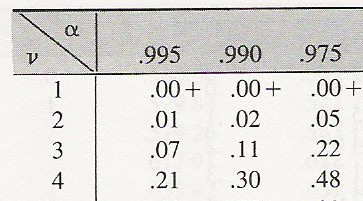 α
ν .995 .990 .975
1 .00+ .00+ .00+
2 .01 .02 .05
3 .07 .11 .22
4 .21 .30 .48